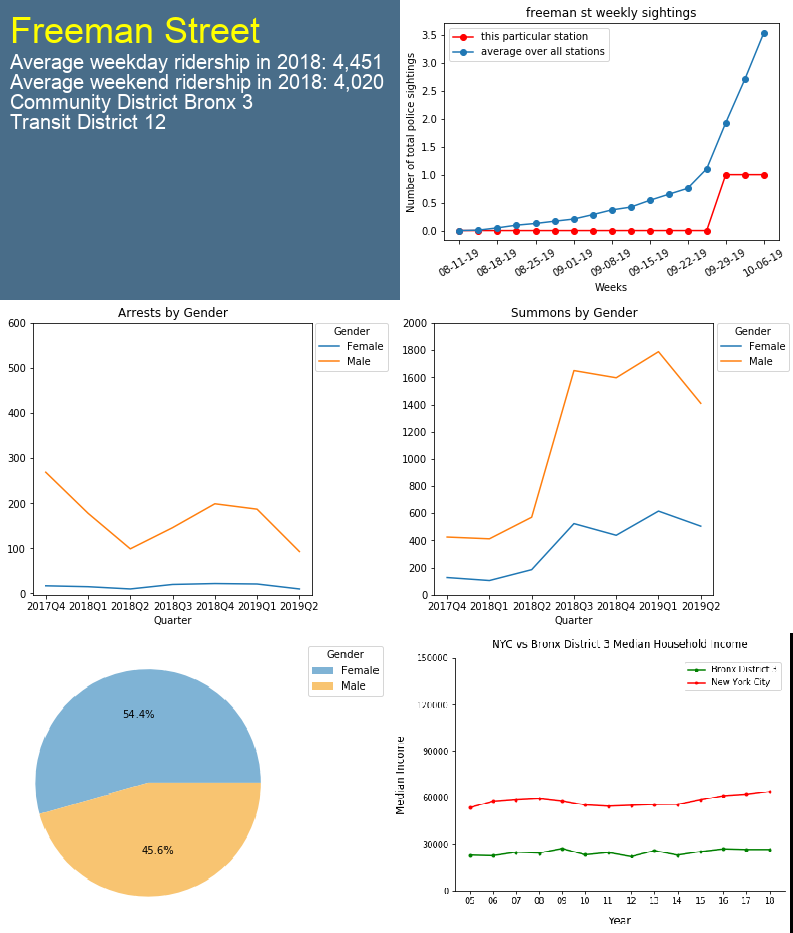 Freeman Street
Average weekday ridership in 2018: 4,451
Average weekend ridership in 2018: 4,020
Community District Bronx 3
Transit District 12
freeman st weekly sightings
this particular station
average over all stations
Number of total police sightings
3.5
3.0
2.5
2.0
1.5
1.0
0.5
0.0
08-11-19 08-18-19 08-25-19 09-01-19 09-08-19 09-15-19 09-22-19 09-29-19 10-06-19
Weeks
Arrests by Gender
Gender
Female
Male
600
500
400
300
200
100
0
2017Q4 2018Q1 2018Q2 2018Q3 2018Q4 2019Q1 2019Q2
Quarter
Summons by Gender
Gender
Female
Male
2000
1800
1600
1400
1200
1000
800
600
400
200
0
2017Q4 2018Q1 2018Q2 2018Q3 2018Q4 2019Q1 2019Q2
Quarter
Gender
Female
Male
54.4%
45.6%
NYC vs Bronx District 3 Median Household Income
Bronx District 3
New York City
Median Income
150000
120000
90000
60000
30000
0
05 06 07 08 09 10 11 12 13 14 15 16 17 18
Year